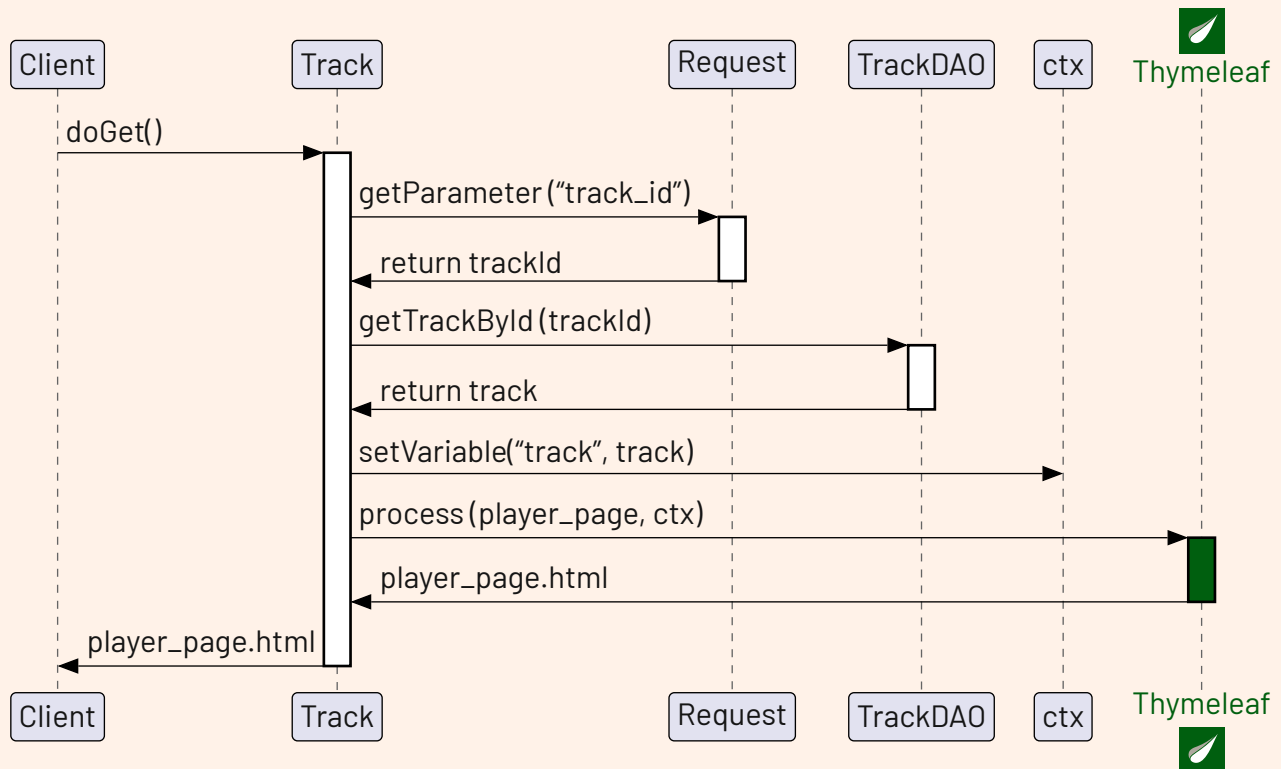 Client
Track
Request
TrackDAO
ctx
Thymeleaf
doGet()
getParameter (“track_id”)
return trackId
getTrackById (trackId)
return track
setVariable(“track”, track)
process (player_page, ctx)
player_page.html
player_page.html
Client
Track
Request
TrackDAO
ctx
Thymeleaf